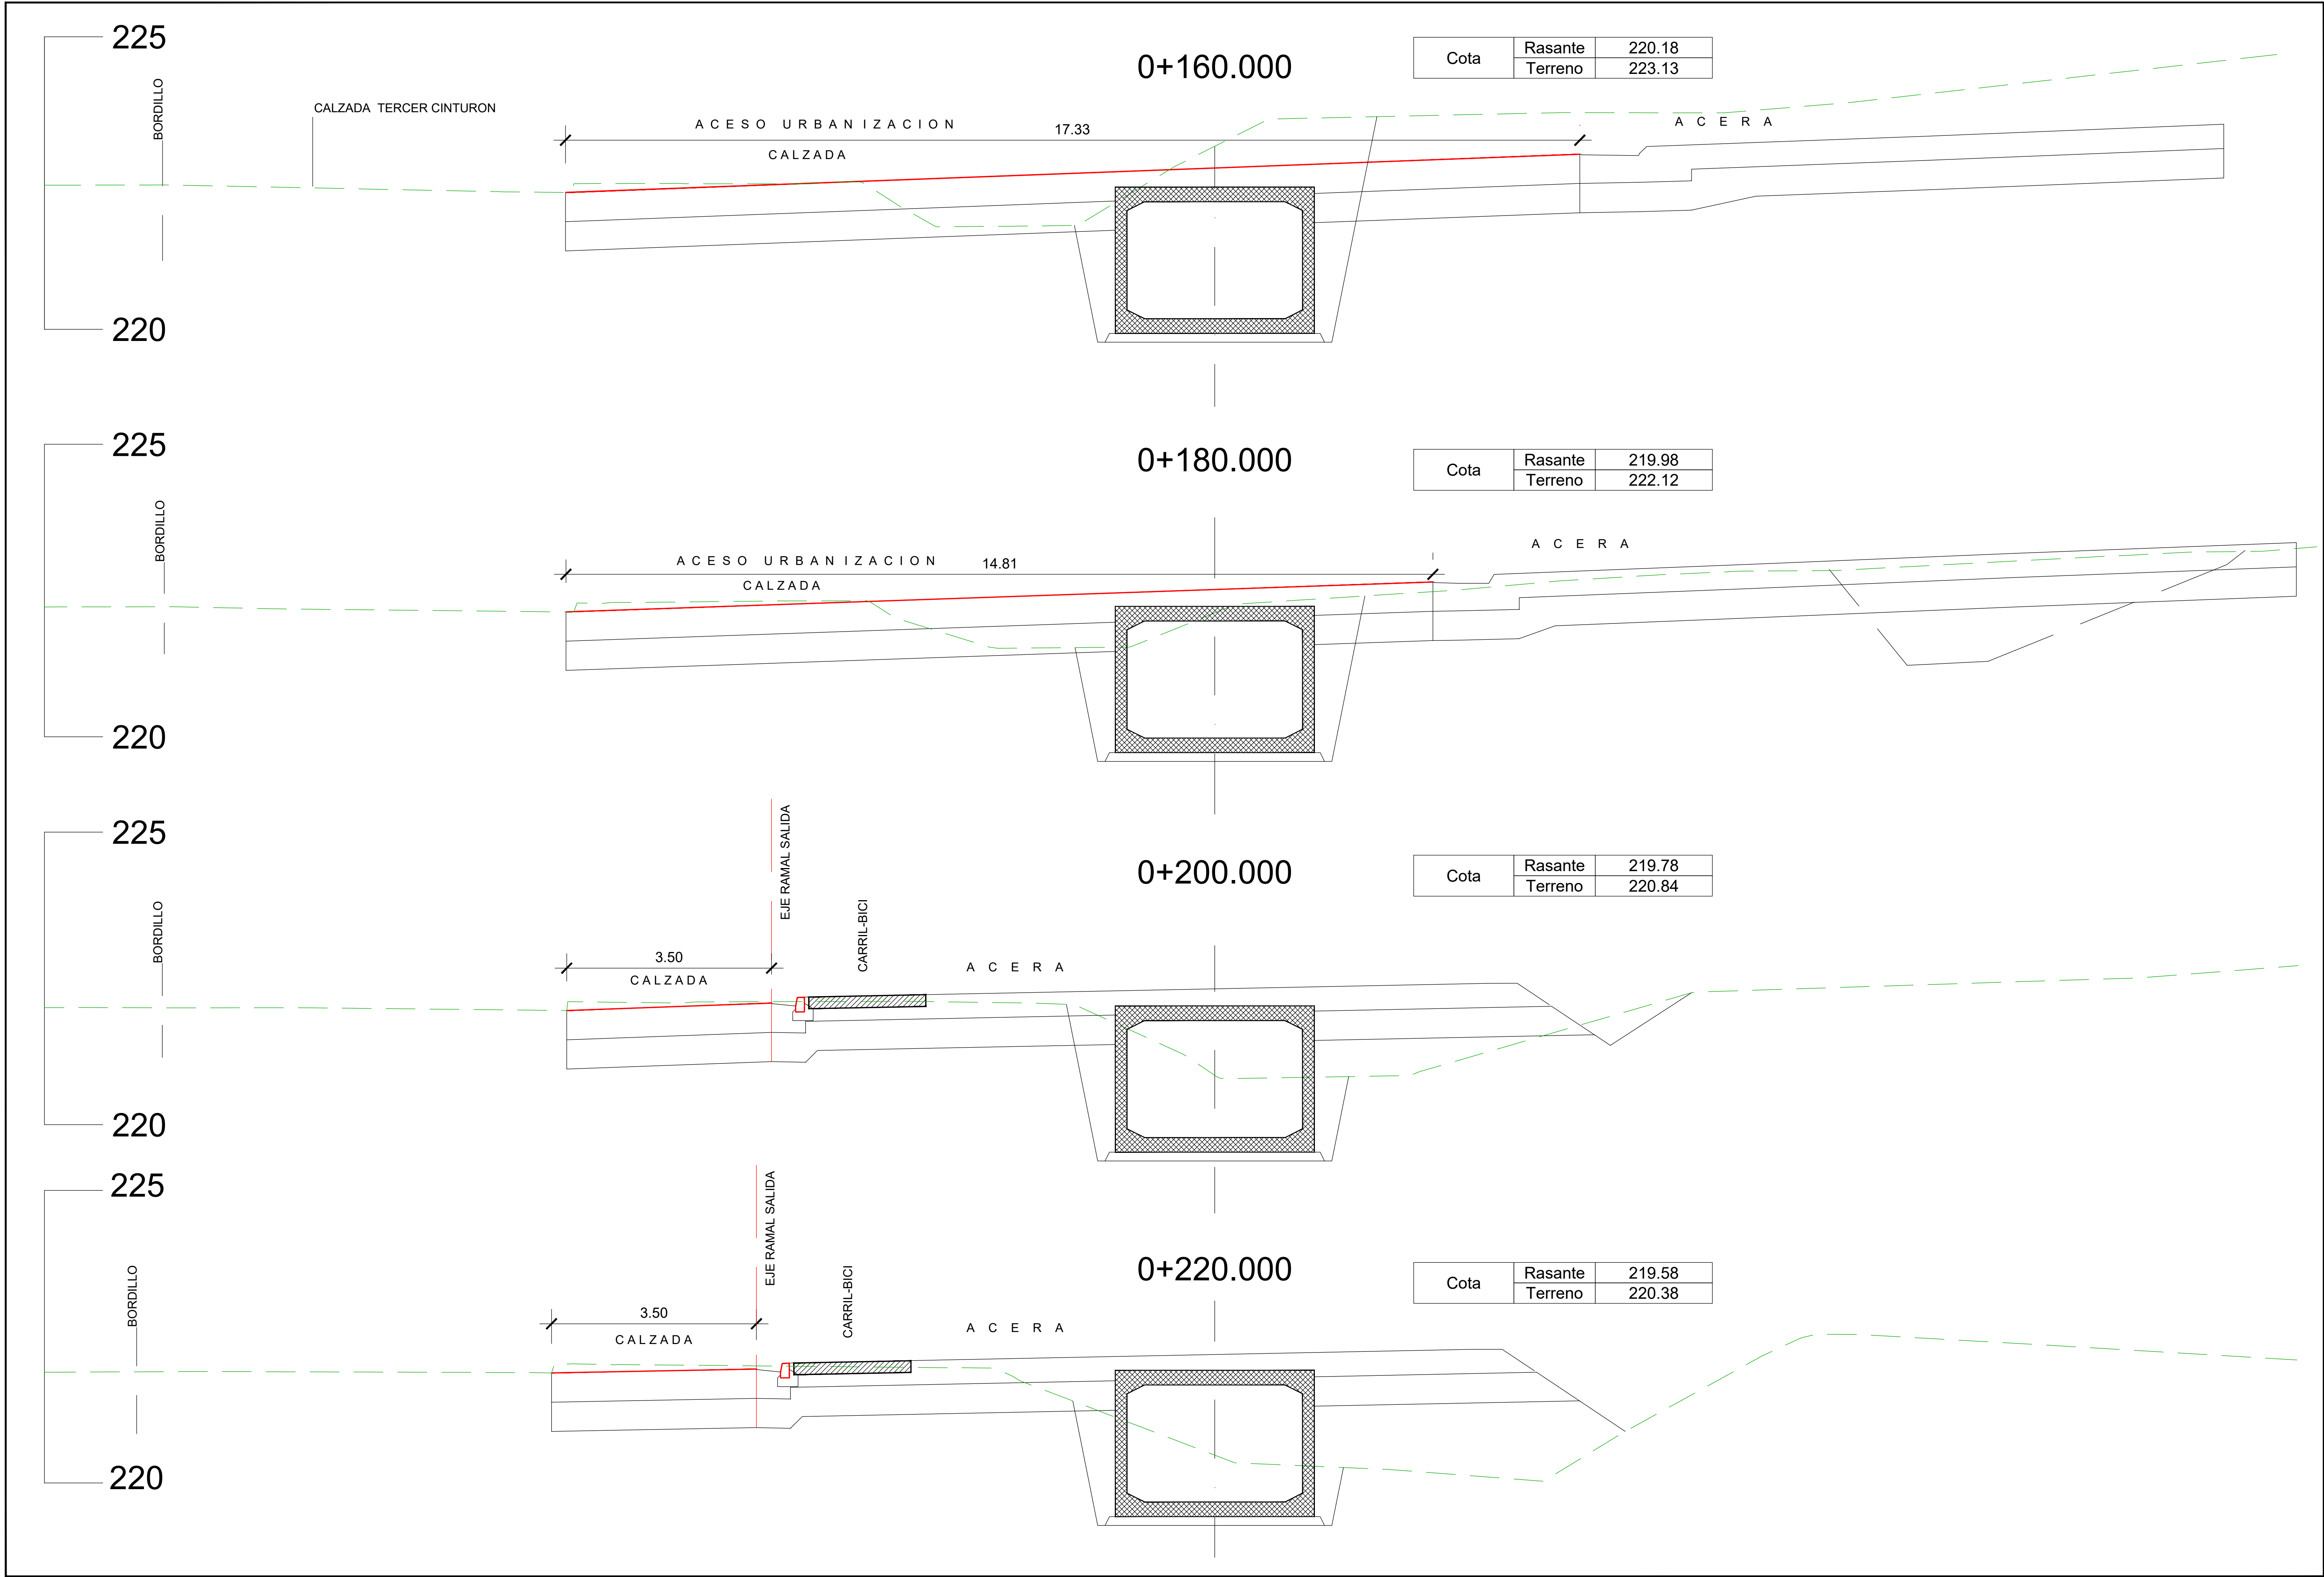 225
0+160.000
Cota
Rasante 220.18
Terreno 223.13
BORDILLO
CALZADA TERCER CINTURON
ACESO URBANIZACION
17.33
ACERA
CALZADA
220
225
0+180.000
Cota
Rasante 219.98
Terreno 222.12
BORDILLO
ACESO URBANIZACION
14.81
ACERA
CALZADA
220
225
0+200.000
Cota
Rasante 219.78
Terreno 220.84
EJE RAMAL SALIDA
BORDILLO
CARRIL-BICI
3.50
CALZADA
ACERA
220
225
0+220.000
Cota
Rasante 219.58
Terreno 220.38
EJE RAMAL SALIDA
BORDILLO
CARRIL-BICI
3.50
CALZADA
ACERA
220